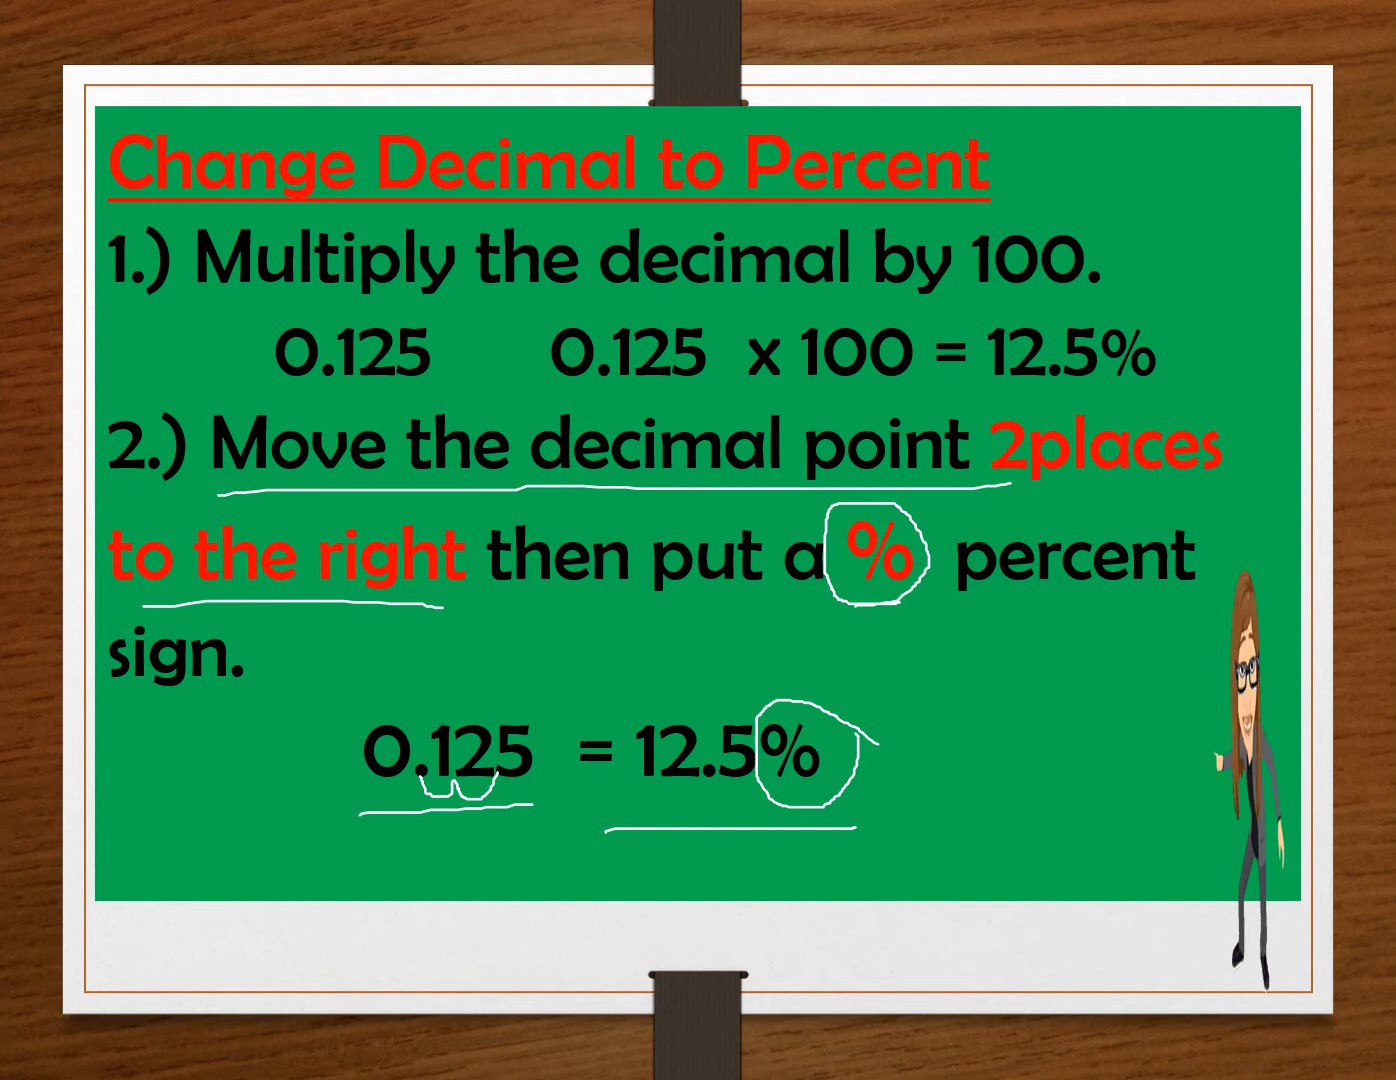 Change Decimal to Percent
1.) Multiply the decimal by 100.
0.125 0.125 x 100 = 12.5%
2.) Move the decimal point 2places
to the right then put a % percent
sign.
0.125 = 12.5%